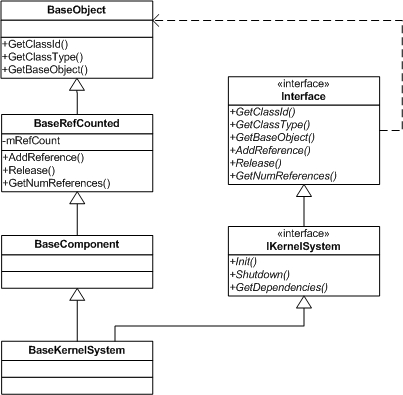 BaseObject
+GetClassId()
+GetClassType()
+GetBaseObject()
BaseRefCounted
-mRefCount
+AddReference()
+Release()
+GetNumReferences()
BaseComponent
BaseKernelSystem
«interface»
Interface
+GetClassId()
+GetClassType()
+GetBaseObject()
+AddReference()
+Release()
+GetNumReferences()
«interface»
IKernelSystem
+Init()
+Shutdown()
+GetDependencies()